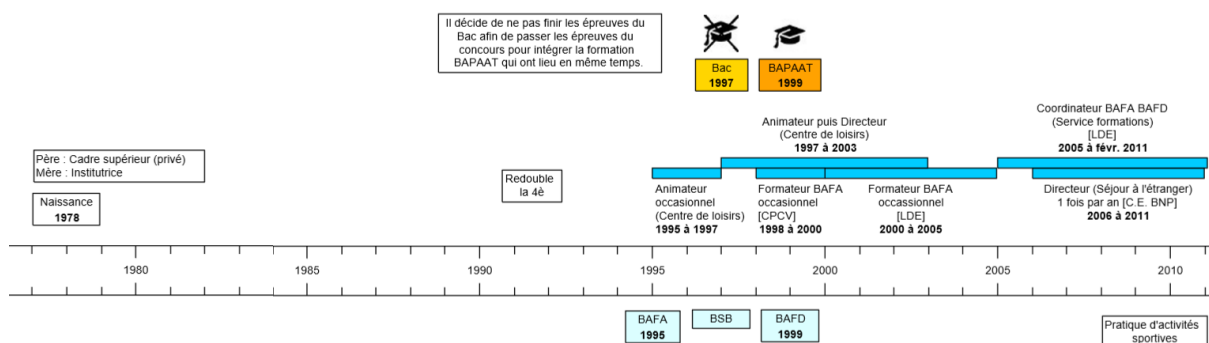 Il décide de ne pas finir les épreuves du
Bac afin de passer les épreuves du
concours pour intégrer la formation
BAPAAT qui ont lieu en même temps.
Bac
1997
BAPAAT
1999
Père : Cadre supérieur (privé)
Mère : Institutrice
Naissance
1978
Redouble
la 4è
Animateur puis Directeur
(Centre de loisirs)
1997 à 2003
Coordinateur BAFA BAFD
(Service formations)
[LDE]
2005 à févr. 2011
Animateur
occasionnel
(Centre de loisirs)
1995 à 1997
Formateur BAFA
occasionnel
[CPCV]
1998 à 2000
Formateur BAFA
occassionnel
[LDE]
2000 à 2005
Directeur (Séjour à l'étranger)
1 fois par an [C.E. BNP]
2006 à 2011
1980
1985
1990
1995
2000
2005
2010
BAFA
1995
BSB
BAFD
1999
Pratique d'activités
sportives